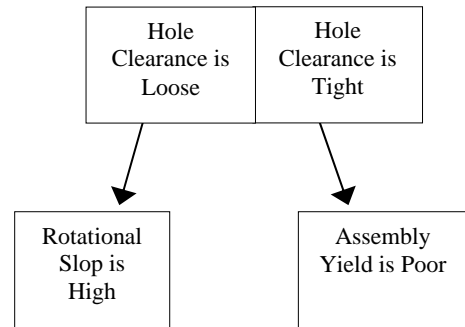 Hole
Clearance is
Loose
Hole
Clearance is
Tight
Rotational
Slop is
High
Assembly
Yield is Poor